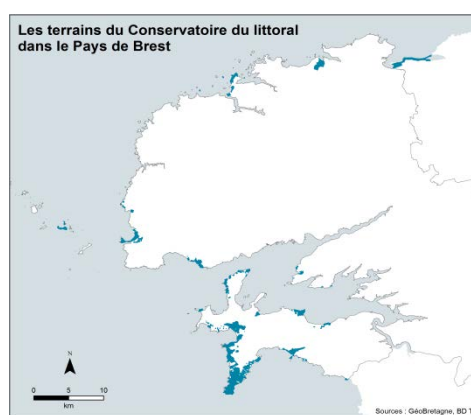 Les terrains du Conservatoire du littoral
dans le Pays de Brest
N
0 5 10
km
Sources : GéoBretagne, BD